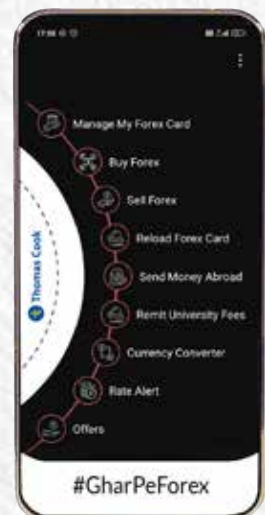 Manage My Forex Card
Buy Forex
Sell Forex
Reload Forex Card
Send Money Abroad
Remit University Fees
Currency Converter
Rate Alert
Offers
Thomas Cook
#GharPeForex